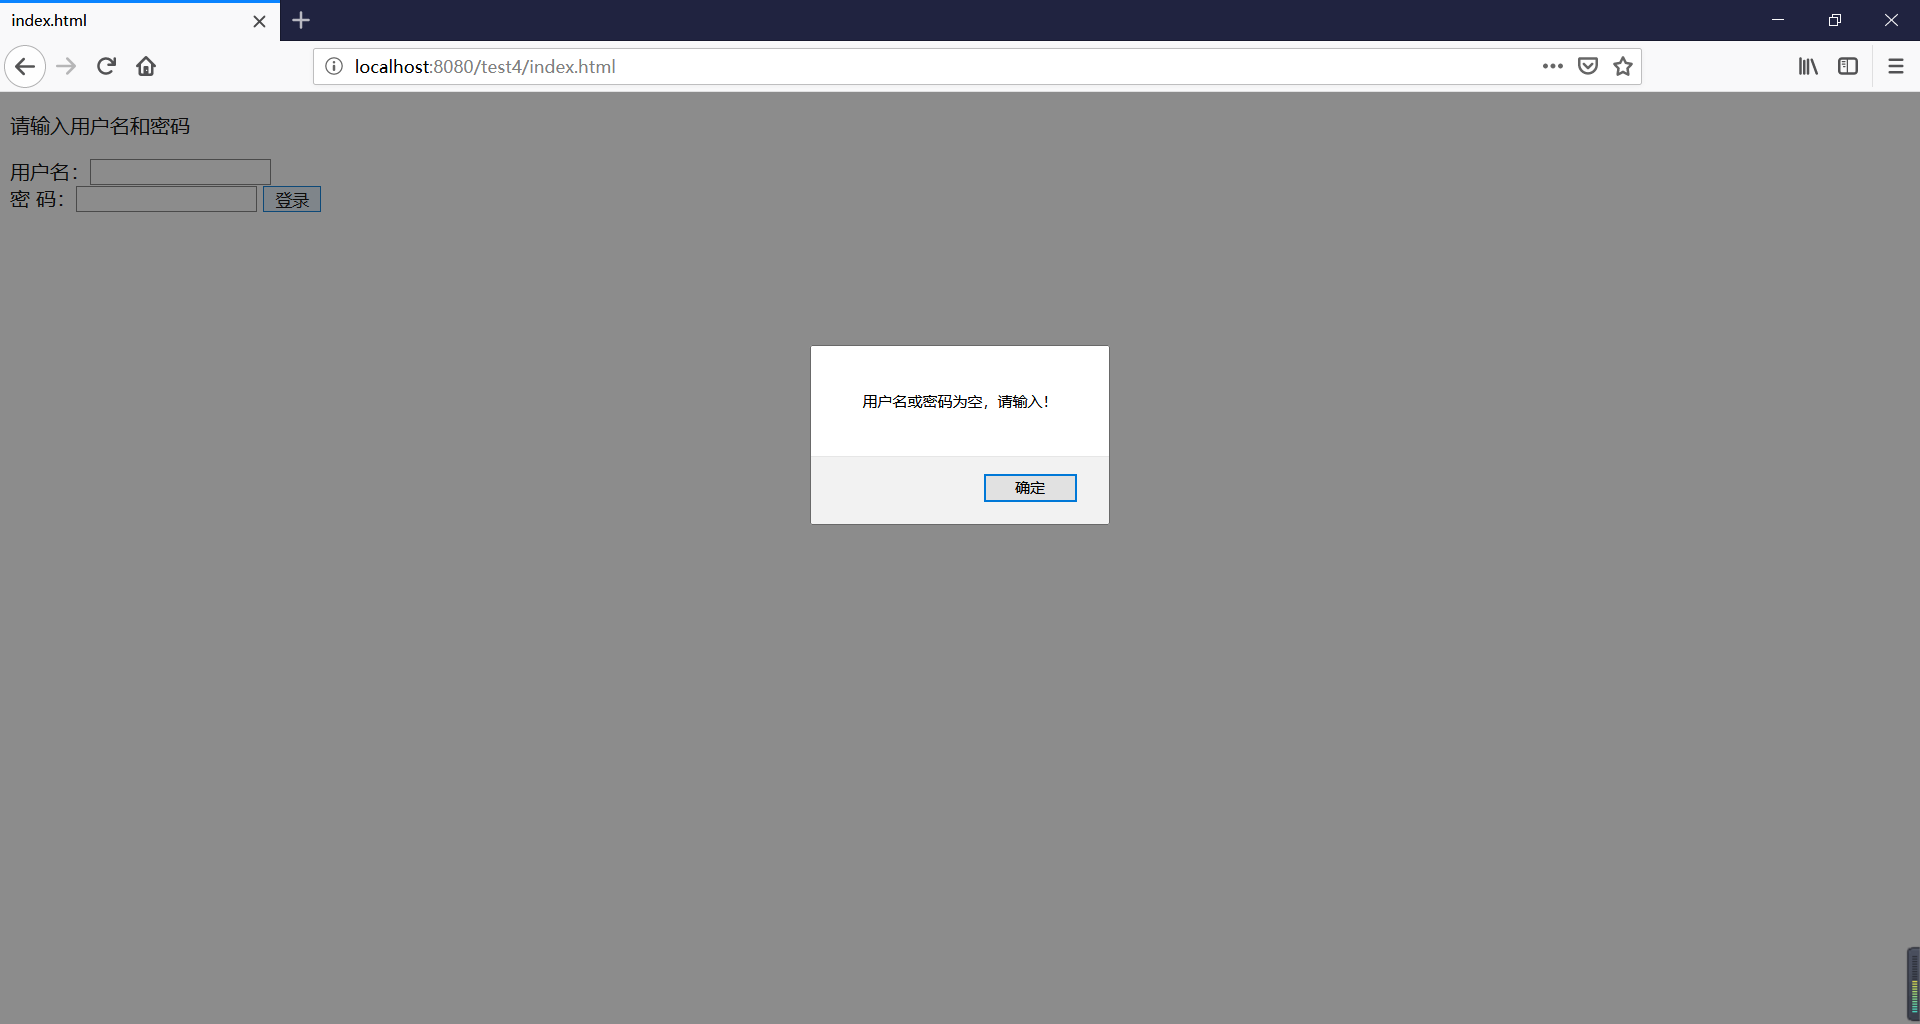 index.html
localhost:8080/test4/index.html
请输入用户名和密码
用户名：
密 码： 登录
用户名或密码为空，请输入！
确定